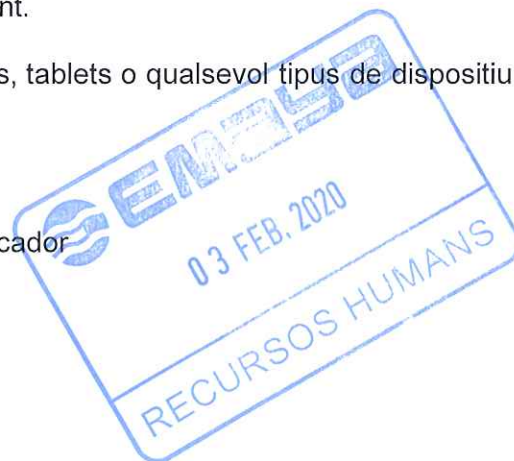 nt.
s, tablets o qualsevol tipus de dispositiu
cador
EMAYA
03 FEB. 2020
RECURSOS HUMANS